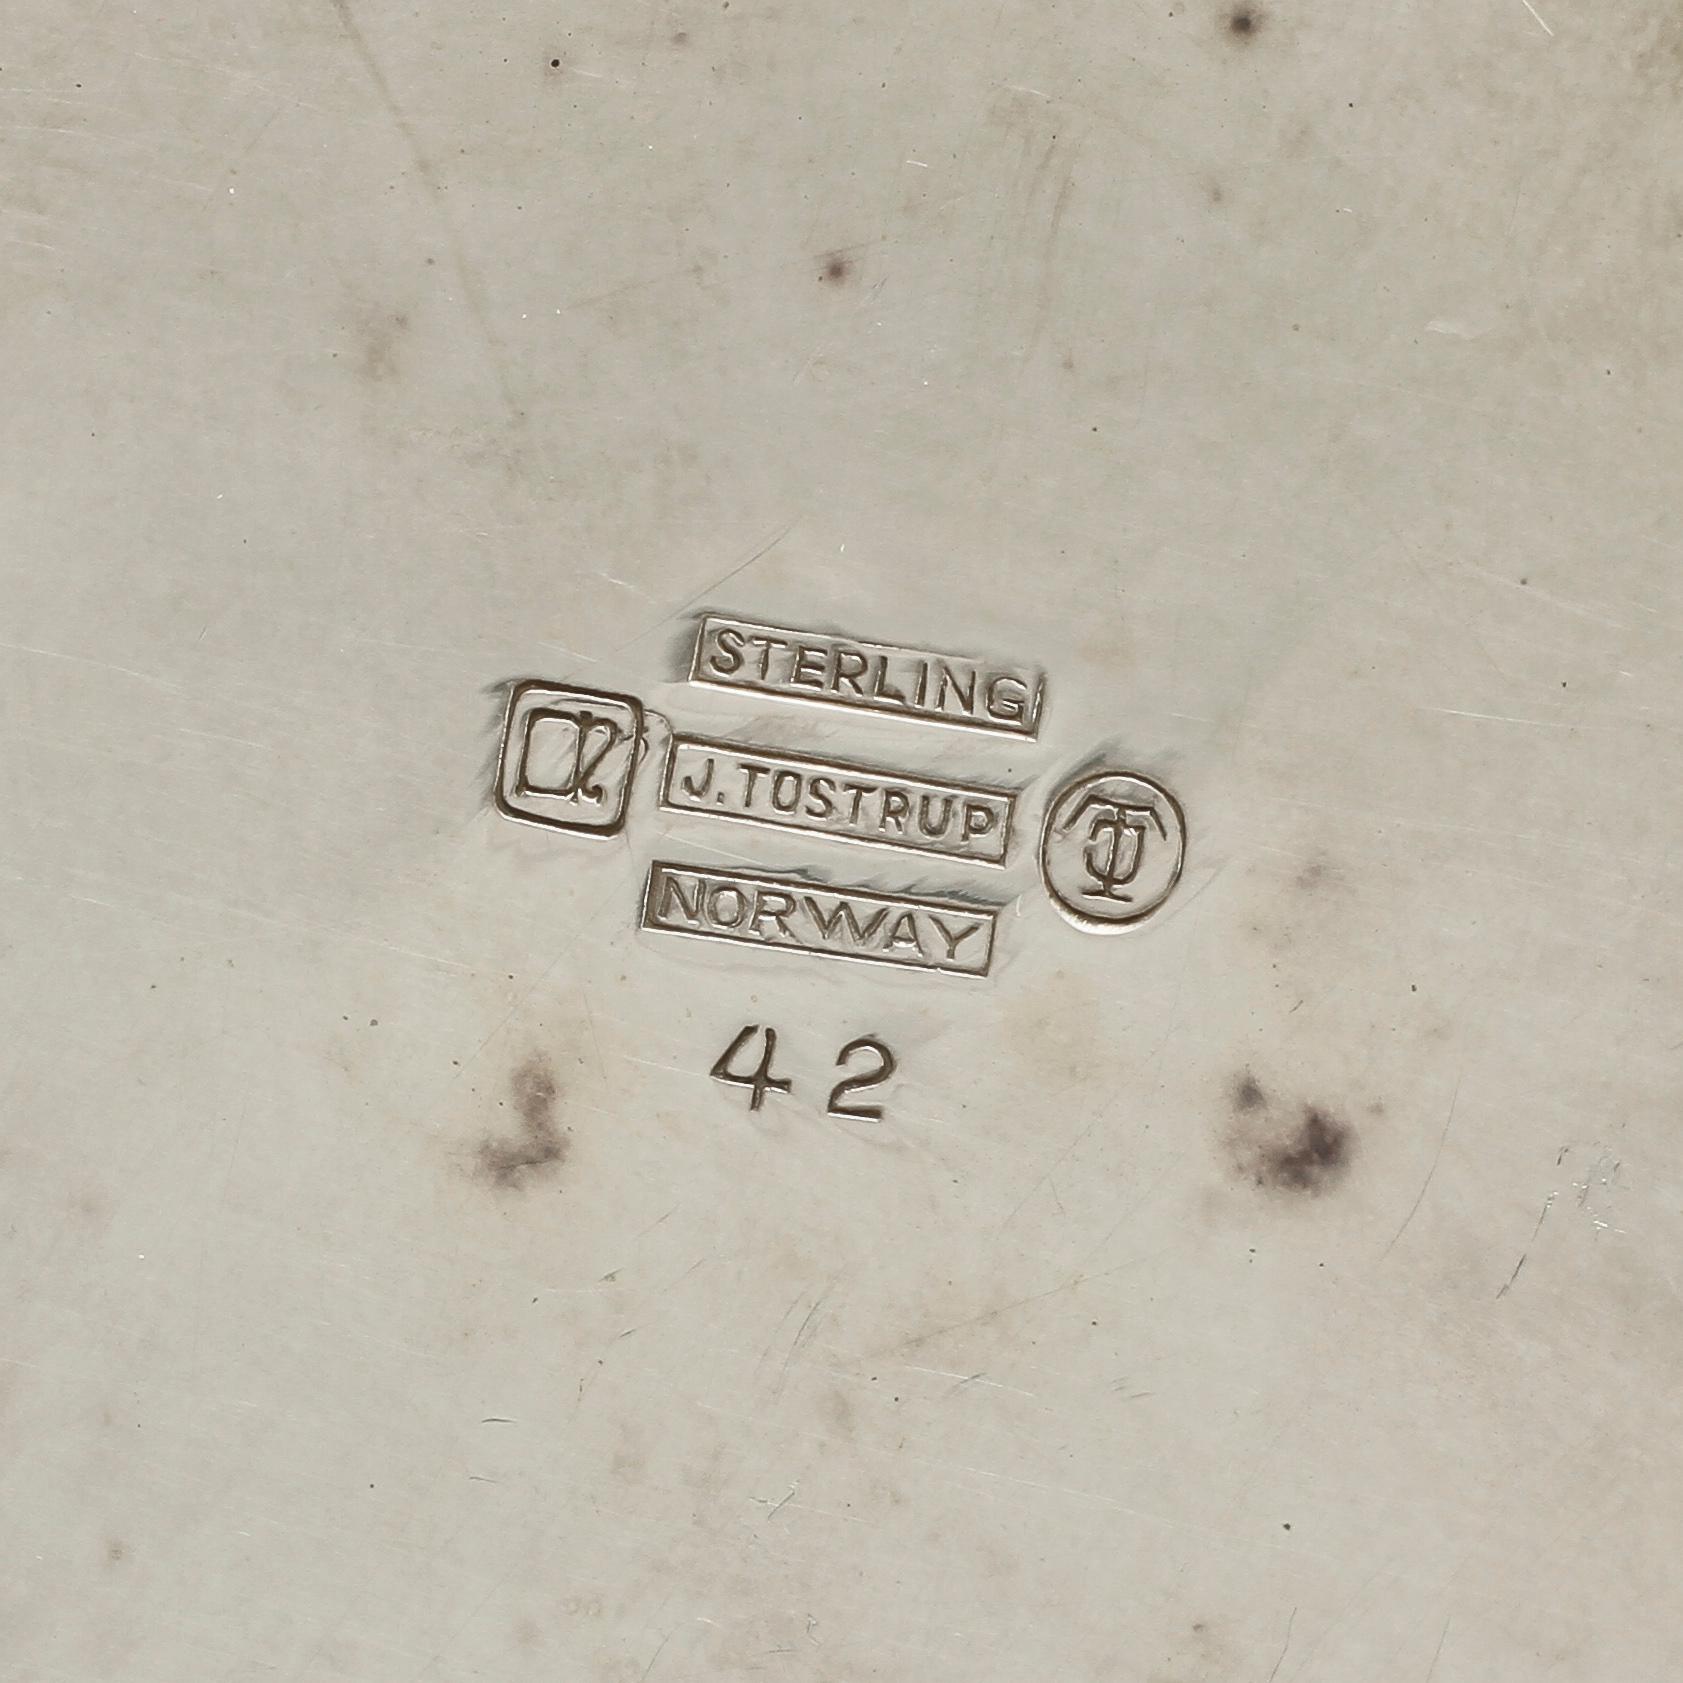 STERLING
J. TOSTRUP
NORWAY
42